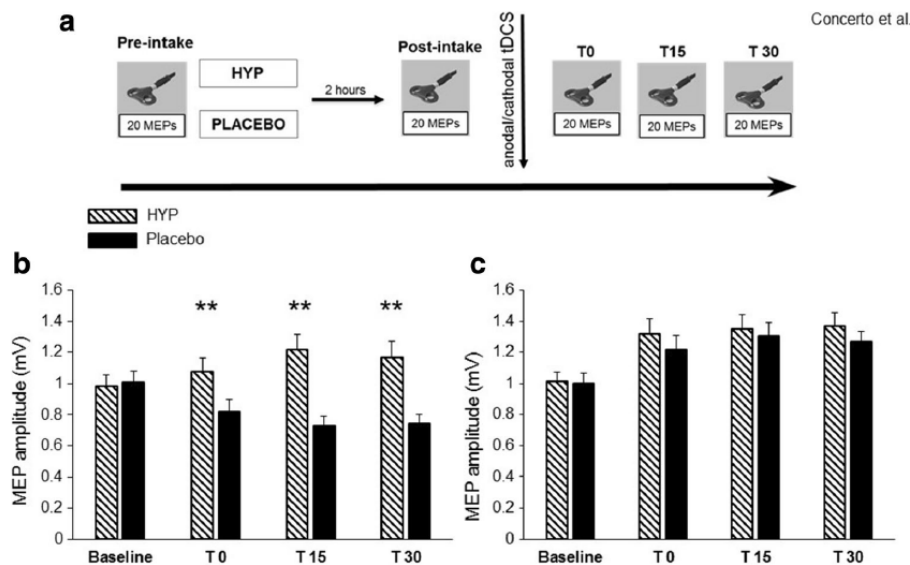 a
Concerto et al.
Pre-intake
HYP
PLACEBO
20 MEPs
2 hours
Post-intake
20 MEPs
anodal/cathodal tDCS
T0
T15
T 30
20 MEPs
20 MEPs
20 MEPs
HYP
Placebo
b
MEP amplitude (mV)
1.6
1.4
1.2
1
0.8
0.6
0.4
0.2
0
**
**
**
Baseline
T 0
T 15
T 30
c
MEP amplitude (mV)
1.6
1.4
1.2
1
0.8
0.6
0.4
0.2
0
Baseline
T 0
T 15
T 30